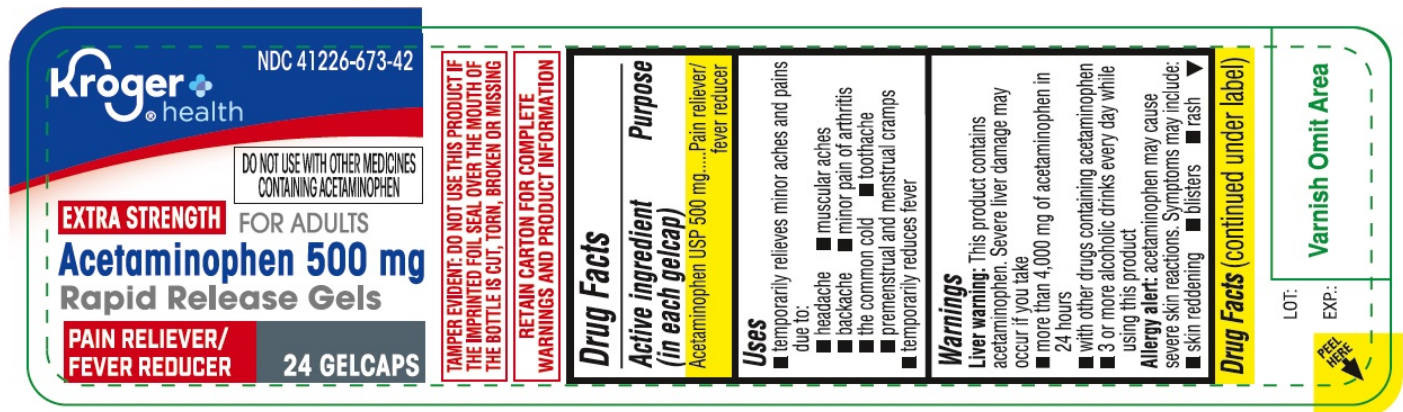 NDC 41226-673-42
Kroger
® health
DO NOT USE WITH OTHER MEDICINES
CONTAINING ACETAMINOPHEN
EXTRA STRENGTH FOR ADULTS
Acetaminophen 500 mg
Rapid Release Gels
PAIN RELIEVER/
FEVER REDUCER
24 GELCAPS
TAMPER EVIDENT: DO NOT USE THIS PRODUCT IF
THE IMPRINTED FOIL SEAL OVER THE MOUTH OF
THE BOTTLE IS CUT, TORN, BROKEN OR MISSING
RETAIN CARTON FOR COMPLETE
WARNINGS AND PRODUCT INFORMATION
Drug Facts
Active ingredient Purpose
(in each gelcap)
Acetaminophen USP 500 mg......Pain reliever/
fever reducer
Uses
■ temporarily relieves minor aches and pains
due to:
■ headache ■ muscular aches
■ backache ■ minor pain of arthritis
■ the common cold ■ toothache
■ premenstrual and menstrual cramps
■ temporarily reduces fever
Warnings
Liver warning: This product contains
acetaminophen. Severe liver damage may
occur if you take
■ more than 4,000 mg of acetaminophen in
24 hours
■ with other drugs containing acetaminophen
■ 3 or more alcoholic drinks every day while
using this product
Allergy alert: acetaminophen may cause
severe skin reactions. Symptoms may include:
■ skin reddening ■ blisters ■ rash ▼
Drug Facts (continued under label)
LOT:
EXP.:
Varnish Omit Area
PEEL
HERE